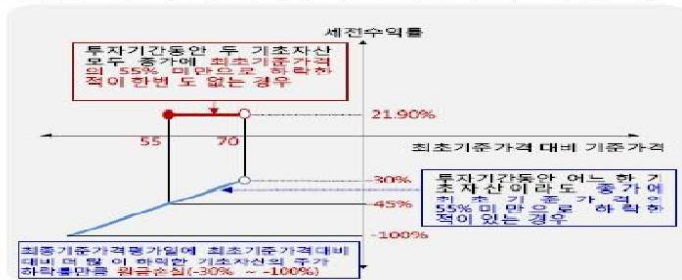 세전수익률
투자기간동안 두 기초자산
모두 종가에 최초기준가격
의 55% 미만으로 하락한
적이 한번 도 없는 경우
21.90%
55
70
최초기준가격 대비 기준가격
-30%
투자기간동안 어느 한 기
초자산이라도 종가에
최초기준가격의
55%미만으로 하락한
적이 있는 경우
-45%
-100%
최종기준가격평가일에 최초기준가격대비
대비 더 많 이 하락한 기초자산의 주가
하락률만큼 원금손실(-30% ~ -100%)